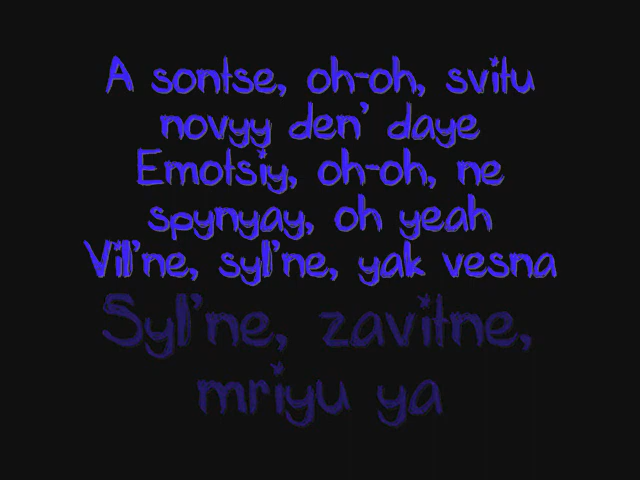 A sontse, oh-oh, svitu
novyy den' daye
Emotsiy, oh-oh, ne
spynyay, oh yeah
Vil'ne, syl'ne, yak vesna
Syl'ne, zavitne,
mriyu ya